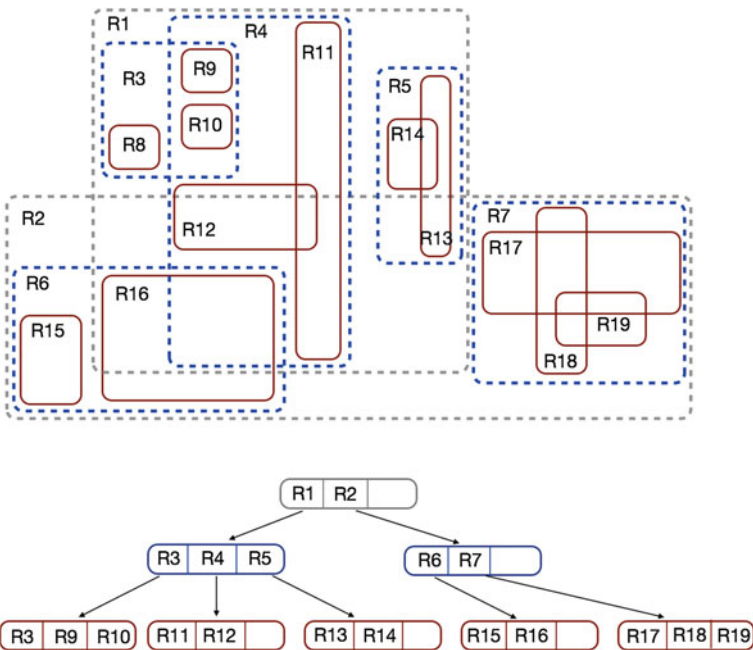 R1
R4
R11
R3
R9
R5
R10
R14
R8
R2
R12
R13
R7
R17
R6
R16
R15
R19
R18
R1 R2
R3 R4 R5
R6 R7
R3 R9 R10
R11 R12
R13 R14
R15 R16
R17 R18 R19